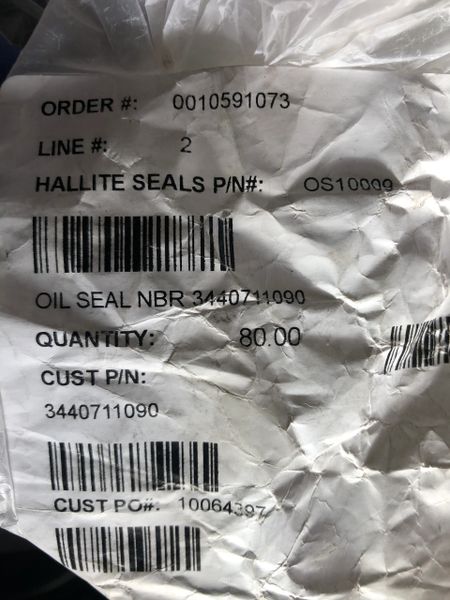 ORDER #: 0010591073
LINE #: 2
HALLITE SEALS P/N#: OS10009
OIL SEAL NBR 3440711090
QUANTITY: 80.00
CUST P/N:
3440711090
CUST PO#: 10064397